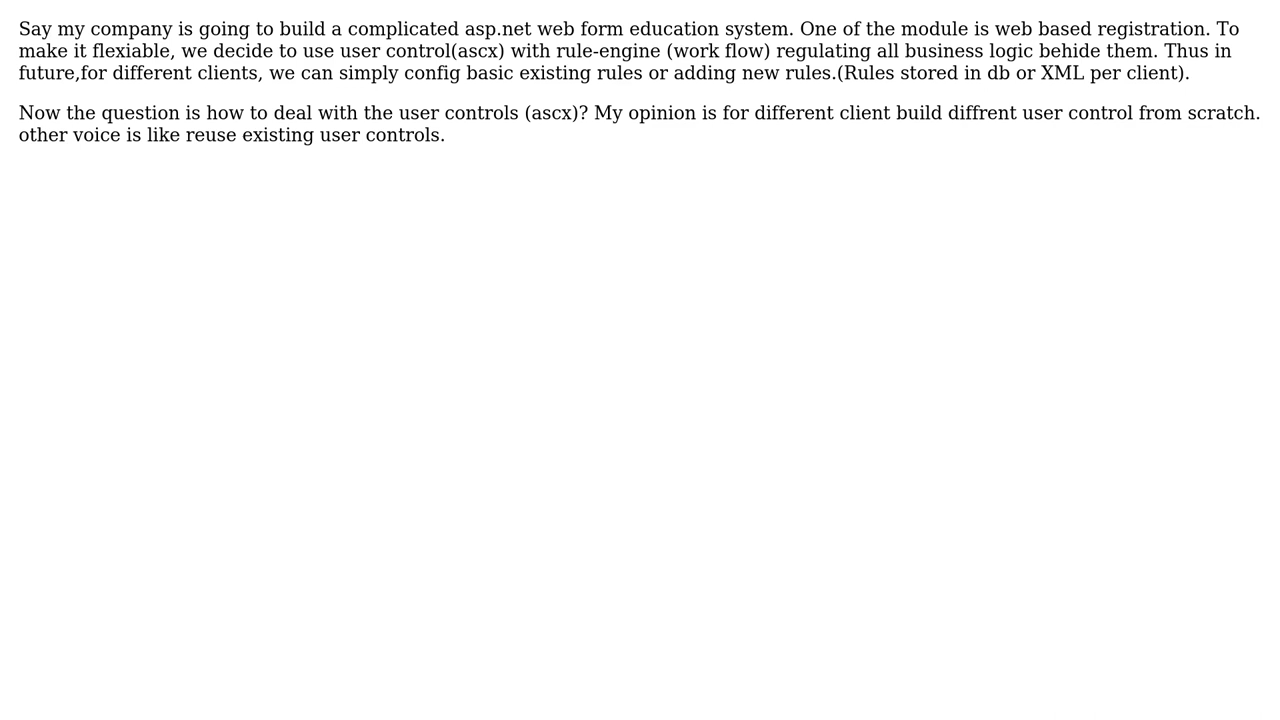 Say my company is going to build a complicated asp.net web form education system. One of the module is web based registration. To
make it flexiable, we decide to use user control(ascx) with rule-engine (work flow) regulating all business logic behide them. Thus in
future,for different clients, we can simply config basic existing rules or adding new rules.(Rules stored in db or XML per client).
Now the question is how to deal with the user controls (ascx)? My opinion is for different client build diffrent user control from scratch.
other voice is like reuse existing user controls.